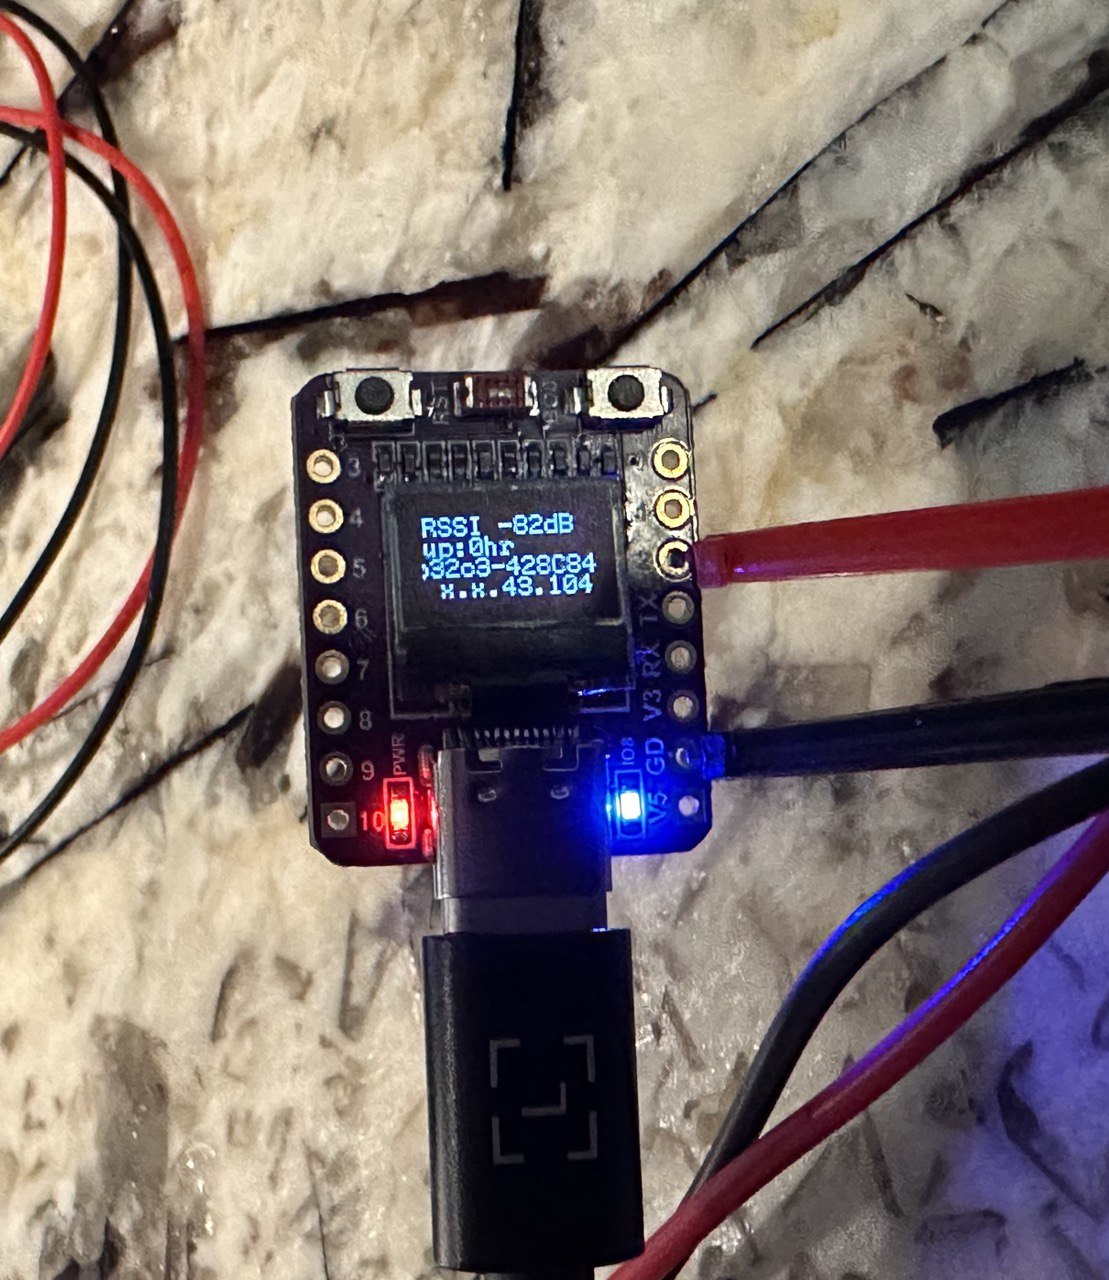 RST
3
4
5
6
7
8
9
10
RSSI -82dB
up:0hr
32c3-428C84
x.x.43.104
TX
RX
V3
GD
V5
PWR
IO8